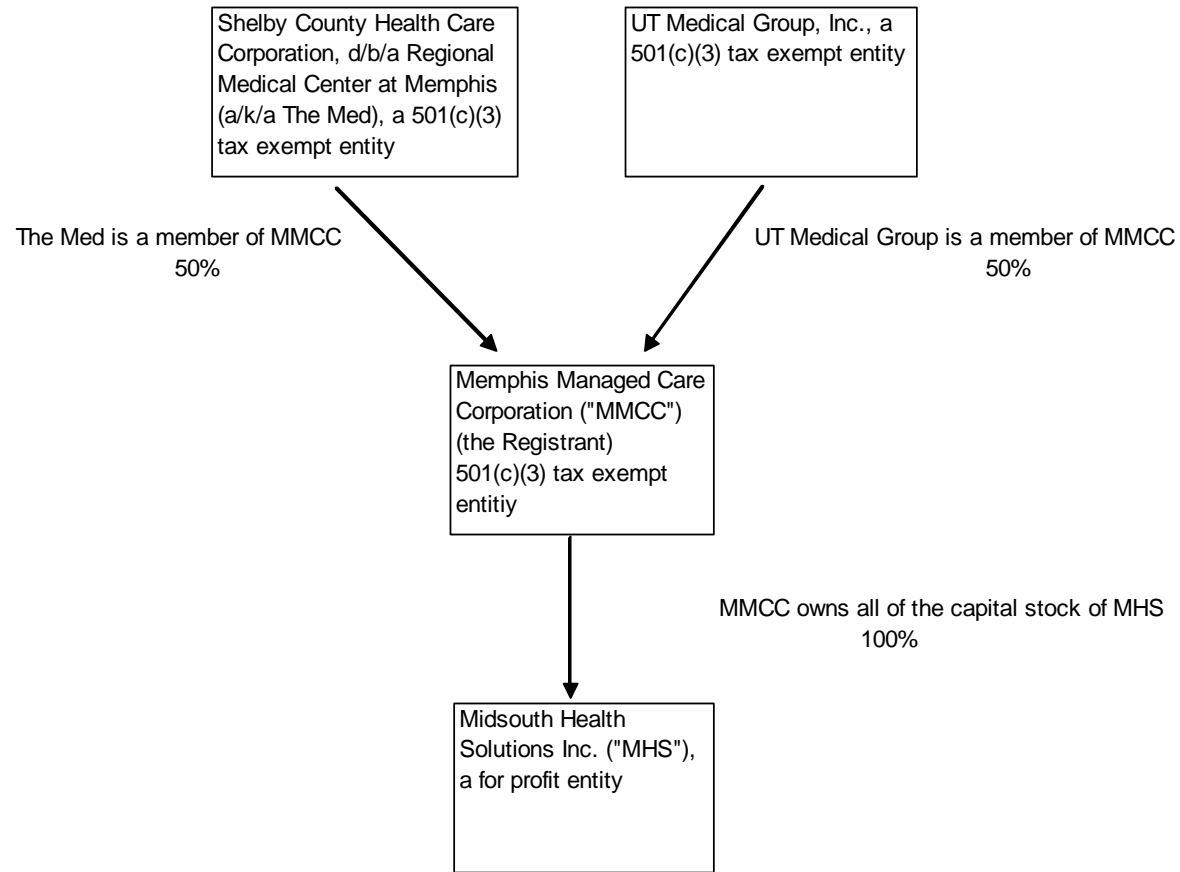 Shelby County Health Care
Corporation, d/b/a Regional
Medical Center at Memphis
(a/k/a The Med), a 501(c)(3)
tax exempt entity
UT Medical Group, Inc., a
501(c)(3) tax exempt entity
The Med is a member of MMCC
50%
UT Medical Group is a member of MMCC
50%
Memphis Managed Care
Corporation ("MMCC")
(the Registrant)
501(c)(3) tax exempt
entitiy
MMCC owns all of the capital stock of MHS
100%
Midsouth Health
Solutions Inc. ("MHS"),
a for profit entity